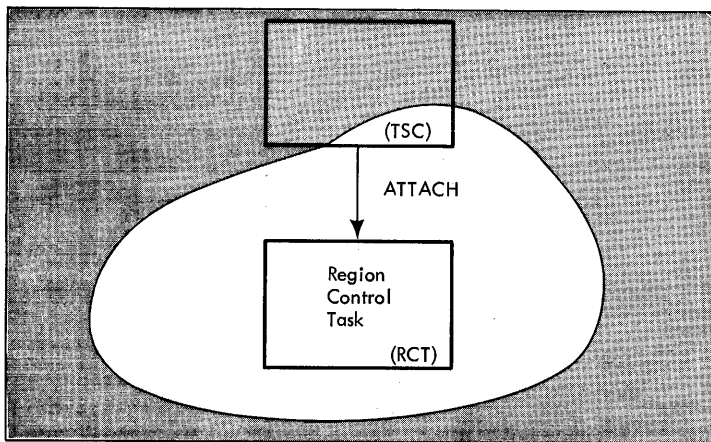 (TSC)
ATTACH
Region
Control
Task
(RCT)